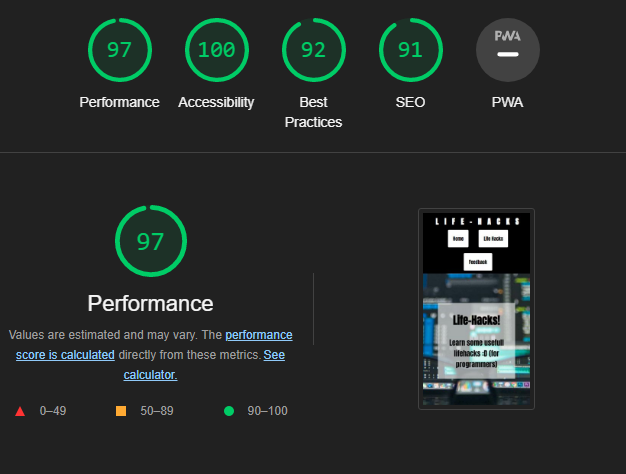 97
100
92
91
PWA
Performance
Accessibility
Best
Practices
SEO
PWA
97
Performance
Values are estimated and may vary. The performance
score is calculated directly from these metrics. See
calculator.
0–49
50–89
90–100
LIFE-HACKS
Home
Life Hacks
Feedback
Life-Hacks!
Learn some usefull
lifehacks :D (for
programmers)